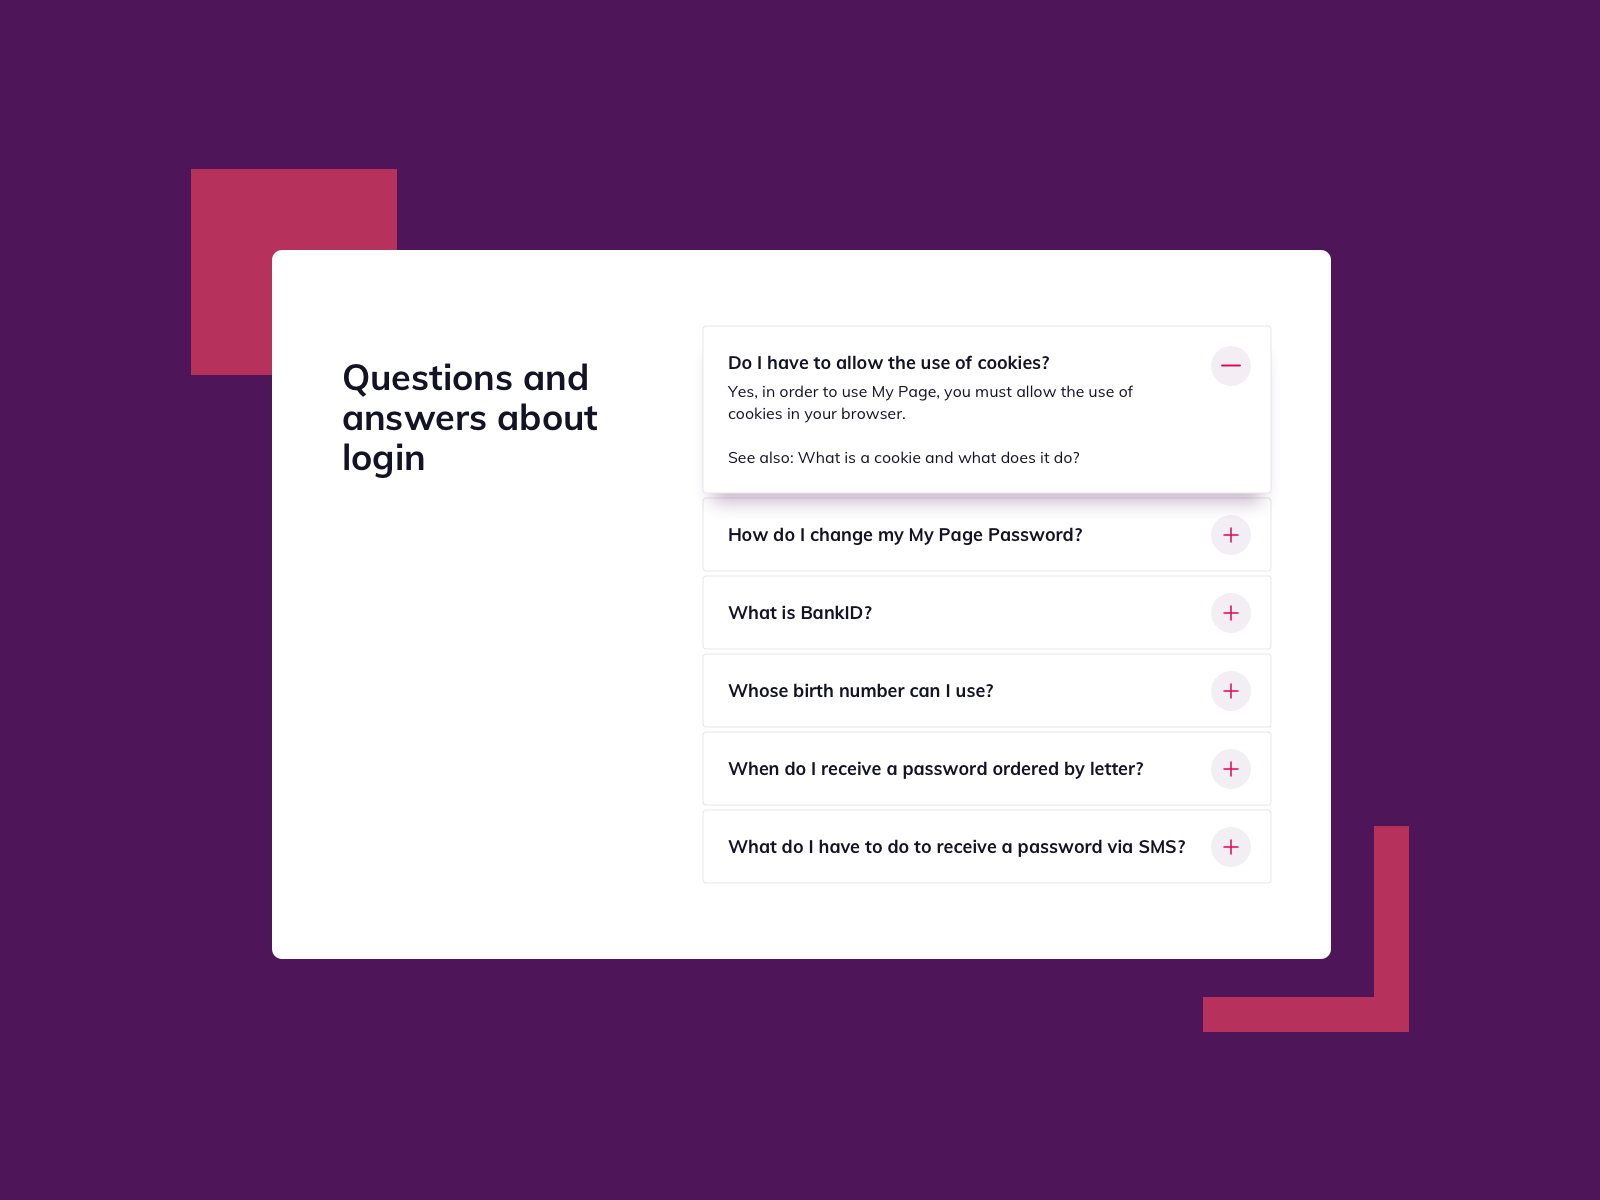 Questions and
answers about
login
Do I have to allow the use of cookies?
Yes, in order to use My Page, you must allow the use of
cookies in your browser.
See also: What is a cookie and what does it do?
How do I change my My Page Password?
What is BankID?
Whose birth number can I use?
When do I receive a password ordered by letter?
What do I have to do to receive a password via SMS?